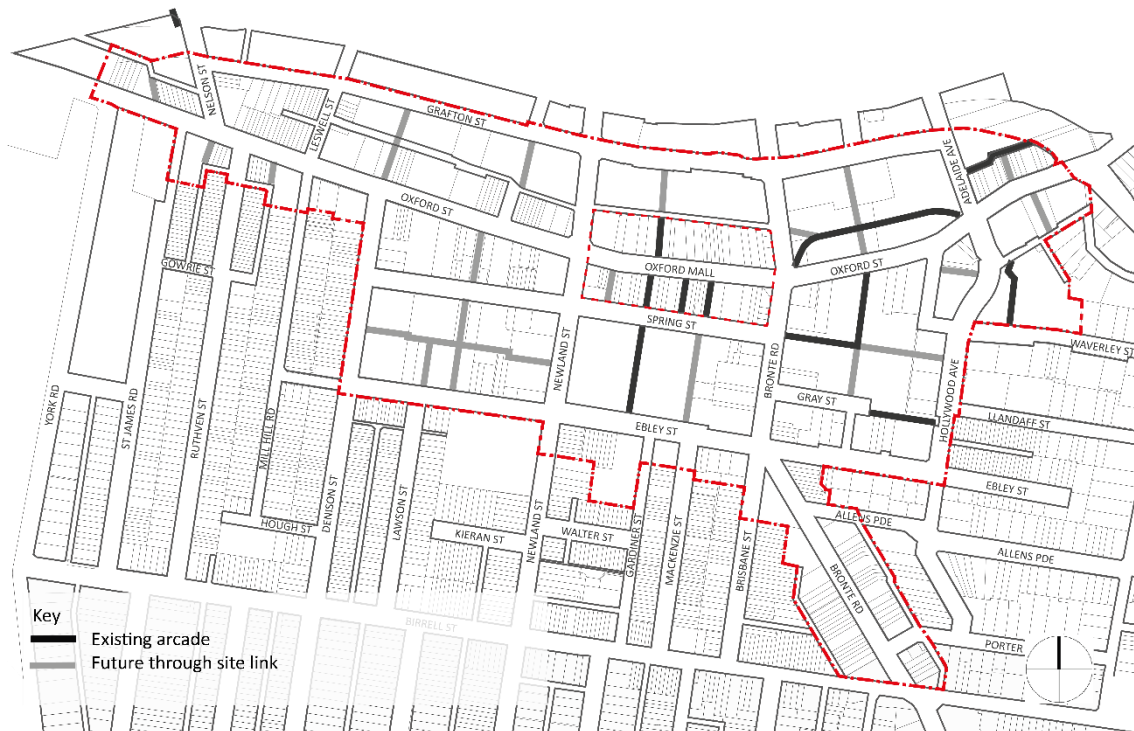 NELSON ST
LESWELL ST
GRAFTON ST
ADELAIDE AVE
OXFORD ST
OXFORD MALL
OXFORD ST
GOWRIE ST
SPRING ST
NEWLAND ST
BRONTE RD
WAVERLEY ST
HOLLYWOOD AVE
GRAY ST
LLANDAFF ST
YORK RD
ST JAMES RD
RUTHVEN ST
MILL HILL RD
EBLEY ST
DENISON ST
LAWSON ST
EBLEY ST
HOUGH ST
KIERAN ST
NEWLAND ST
WALTER ST
GARDINER ST
MACKENZIE ST
BRISBANE ST
ALLENS PDE
ALLENS PDE
BRONTE RD
PORTER
BIRRELL ST
Key
Existing arcade
Future through site link